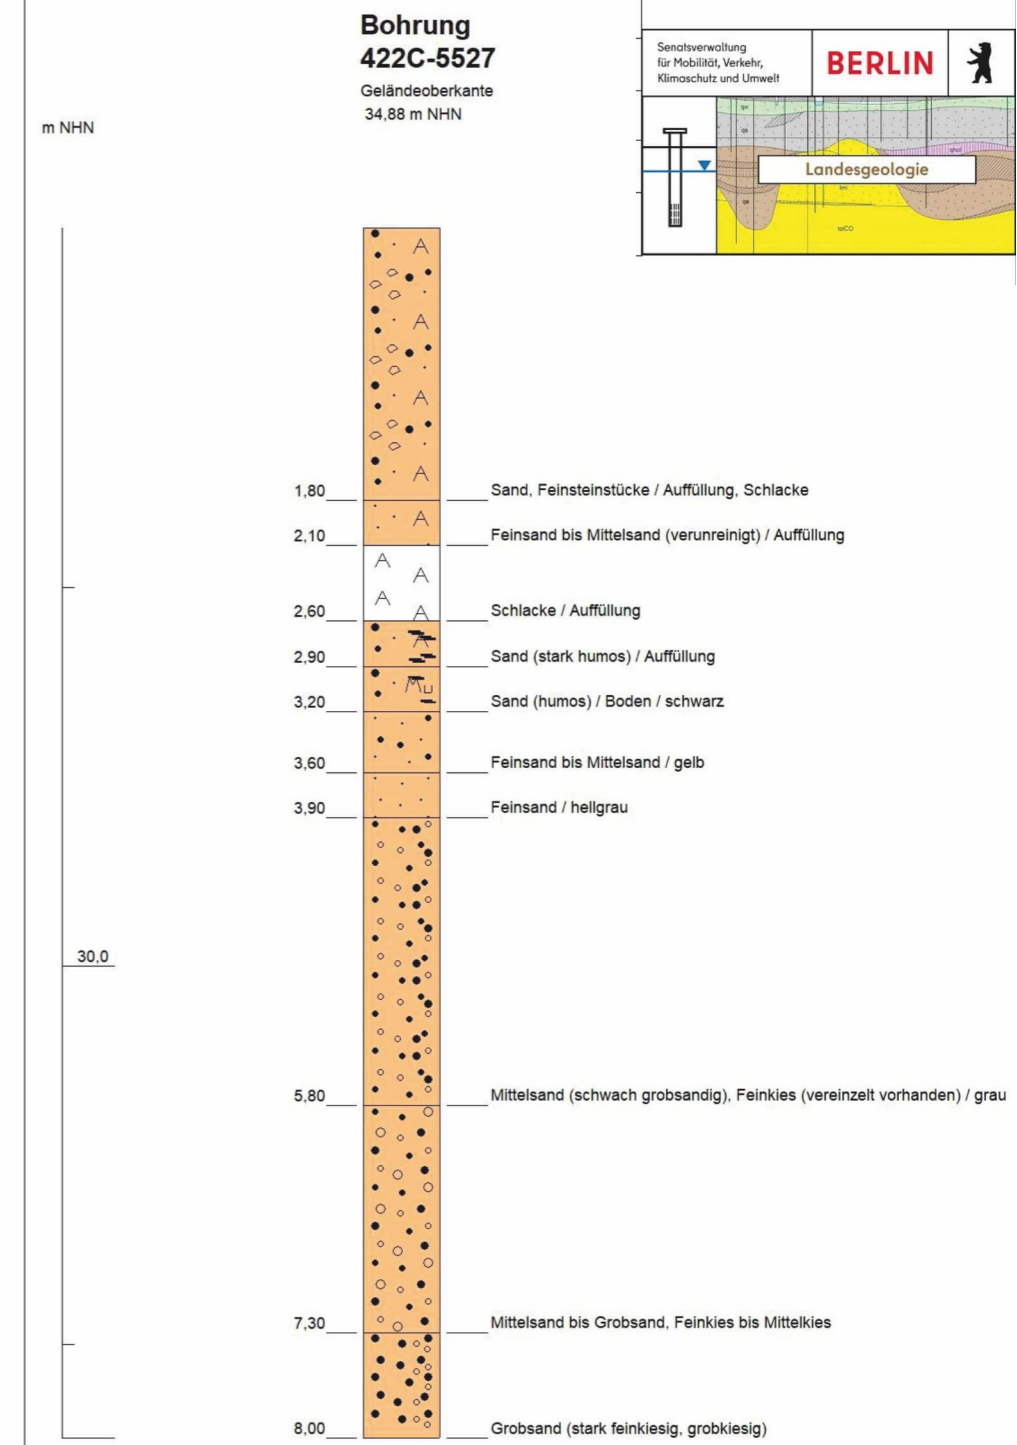 Bohrung
422C-5527
Geländeoberkante
34,88 m NHN
m NHN
Senatsverwaltung
für Mobilität, Verkehr,
Klimaschutz und Umwelt
BERLIN
Landesgeologie
1,80 Sand, Feinsteinstücke / Auffüllung, Schlacke
2,10 Feinsand bis Mittelsand (verunreinigt) / Auffüllung
2,60 Schlacke / Auffüllung
2,90 Sand (stark humos) / Auffüllung
3,20 Sand (humos) / Boden / schwarz
3,60 Feinsand bis Mittelsand / gelb
3,90 Feinsand / hellgrau
30,0
5,80 Mittelsand (schwach grobsandig), Feinkies (vereinzelt vorhanden) / grau
7,30 Mittelsand bis Grobsand, Feinkies bis Mittelkies
8,00 Grobsand (stark feinkiesig, grobkiesig)
A
A
A
A
A
A
A
A
A
A
Mu